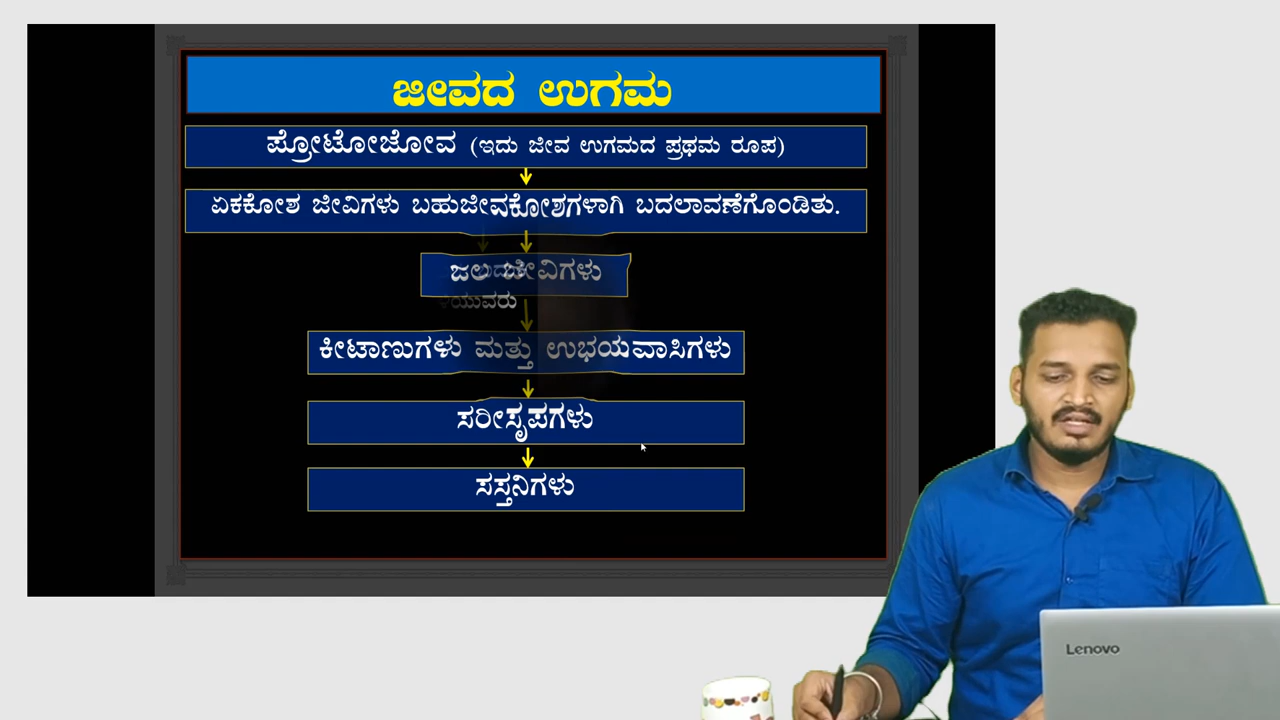 ಜೀವದ ಉಗಮ
ಪ್ರೋಟೋಜೋವ (ಇದು ಜೀವ ಉಗಮದ ಪ್ರಥಮ ರೂಪ)
ಏಕಕೋಶ ಜೀವಿಗಳು ಬಹುಜೀವಕೋಶಗಳಾಗಿ ಬದಲಾವಣೆಗೊಂಡಿತು.
ಜಲ ಜೀವಿಗಳು
ಕೀಟಾಣುಗಳು ಮತ್ತು ಉಭಯವಾಸಿಗಳು
ಸರೀಸೃಪಗಳು
ಸಸ್ತನಿಗಳು
Lenovo